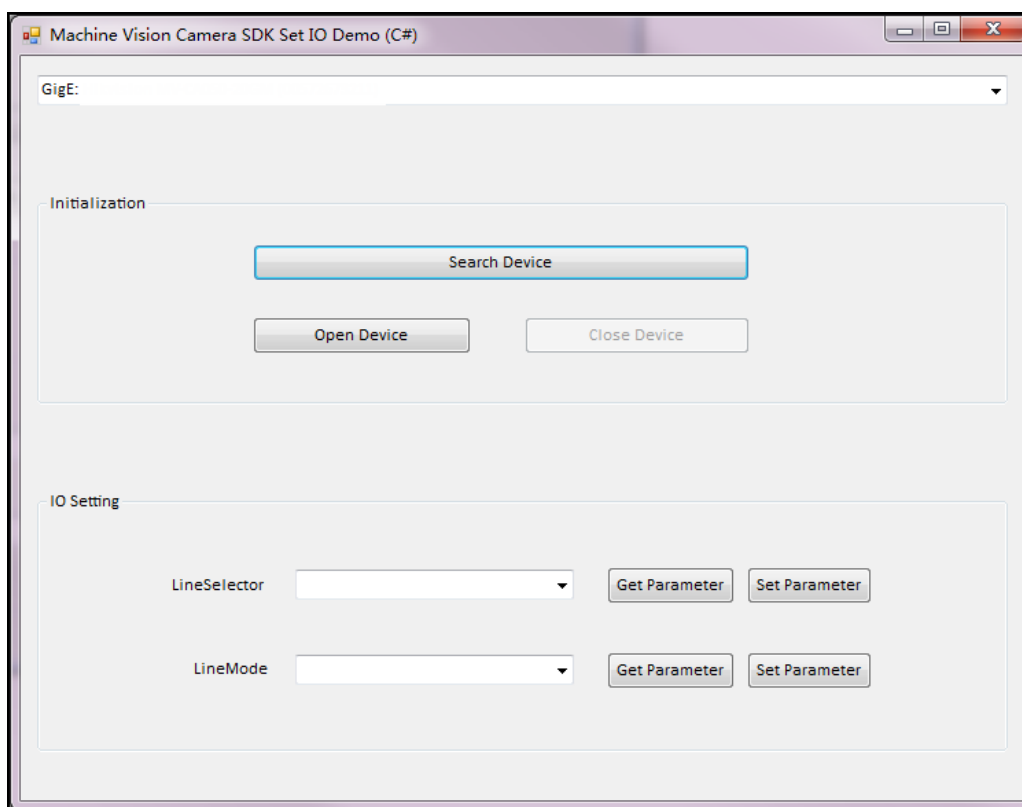 Machine Vision Camera SDK Set IO Demo (C#)
GigE:
Initialization
Search Device
Open Device Close Device
IO Setting
LineSelector Get Parameter Set Parameter
LineMode Get Parameter Set Parameter